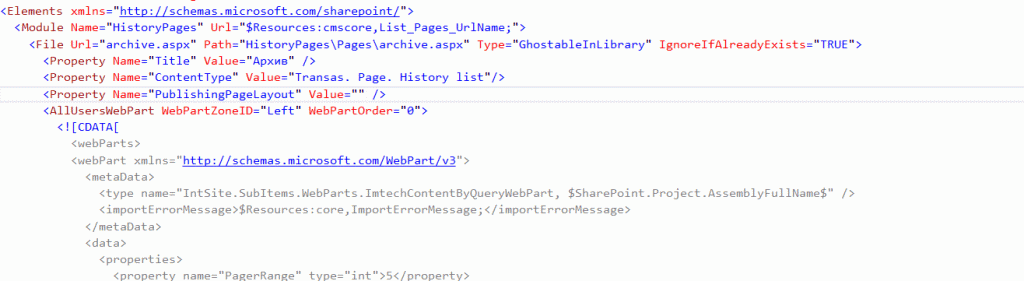 <Elements xmlns="http://schemas.microsoft.com/sharepoint/">
<Module Name="HistoryPages" Url="$Resources:cmscore,List_Pages_UrlName;">
<File Url="archive.aspx" Path="HistoryPages\Pages\archive.aspx" Type="GhostableInLibrary" IgnoreIfAlreadyExists="TRUE">
<Property Name="Title" Value="Архив" />
<Property Name="ContentType" Value="Transas. Page. History list"/>
<Property Name="PublishingPageLayout" Value="" />
<AllUsersWebPart WebPartZoneID="Left" WebPartOrder="0">
<![CDATA[
<webParts>
<webPart xmlns="http://schemas.microsoft.com/WebPart/v3">
<metaData>
<type name="IntSite.SubItems.WebParts.ImtechContentByQueryWebPart, $SharePoint.Project.AssemblyFullName$" />
<importErrorMessage>$Resources:core,ImportErrorMessage;</importErrorMessage>
</metaData>
<data>
<properties>
<property name="PagerRange" type="int">5</property>